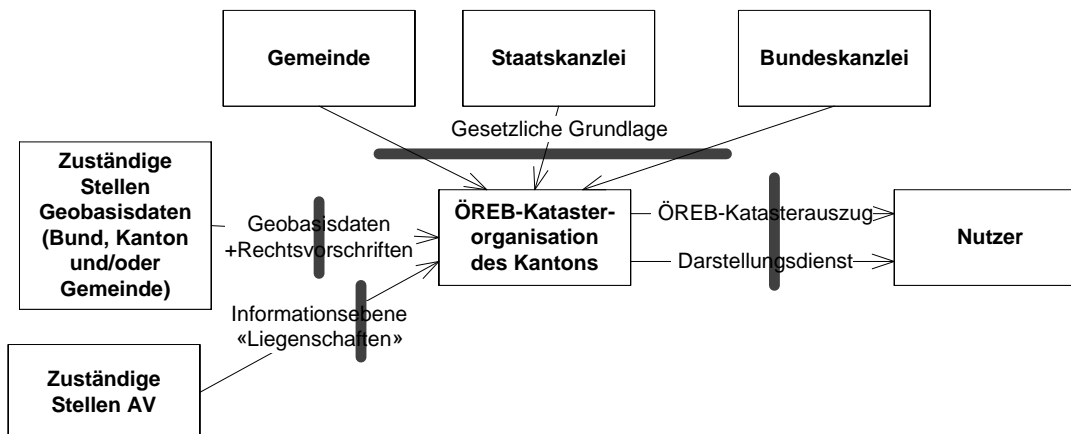 Gemeinde
Staatskanzlei
Bundeskanzlei
Gesetzliche Grundlage
Zuständige
Stellen
Geobasisdaten
(Bund, Kanton
und/oder
Gemeinde)
Geobasisdaten
+Rechtsvorschriften
ÖREB-Kataster-
organisation
des Kantons
ÖREB-Katasterauszug
Darstellungsdienst
Nutzer
Informationsebene
«Liegenschaften»
Zuständige
Stellen AV